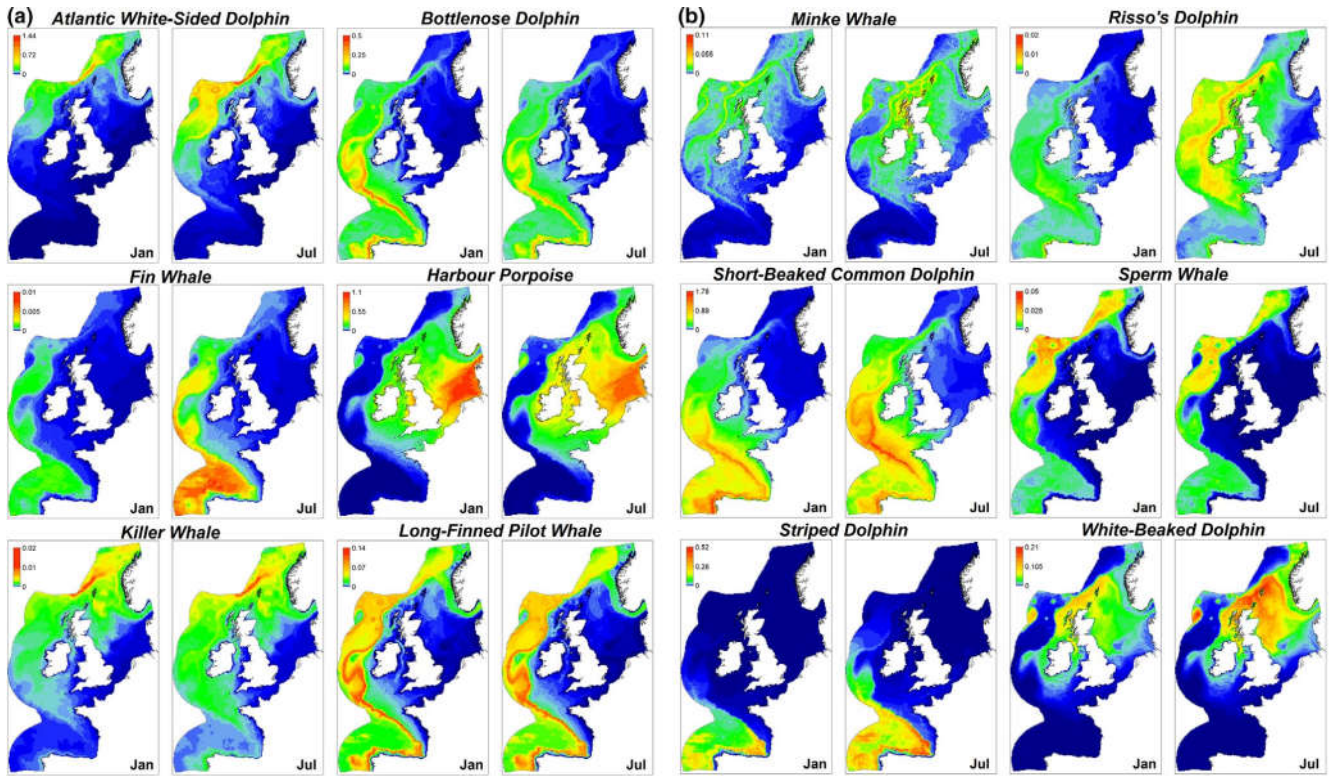 (a)
Atlantic White-Sided Dolphin
1.44
0.72
0
Jan
Jul
Bottlenose Dolphin
0.5
0.25
0
Jan
Jul
Fin Whale
0.01
0.005
0
Jan
Jul
Harbour Porpoise
1.1
0.55
0
Jan
Jul
Killer Whale
0.02
0.01
0
Jan
Jul
Long-Finned Pilot Whale
0.14
0.07
0
Jan
Jul
(b)
Minke Whale
0.11
0.056
0
Jan
Jul
Risso's Dolphin
0.02
0.01
0
Jan
Jul
Short-Beaked Common Dolphin
1.78
0.89
0
Jan
Jul
Sperm Whale
0.05
0.028
0
Jan
Jul
Striped Dolphin
0.52
0.26
0
Jan
Jul
White-Beaked Dolphin
0.21
0.105
0
Jan
Jul